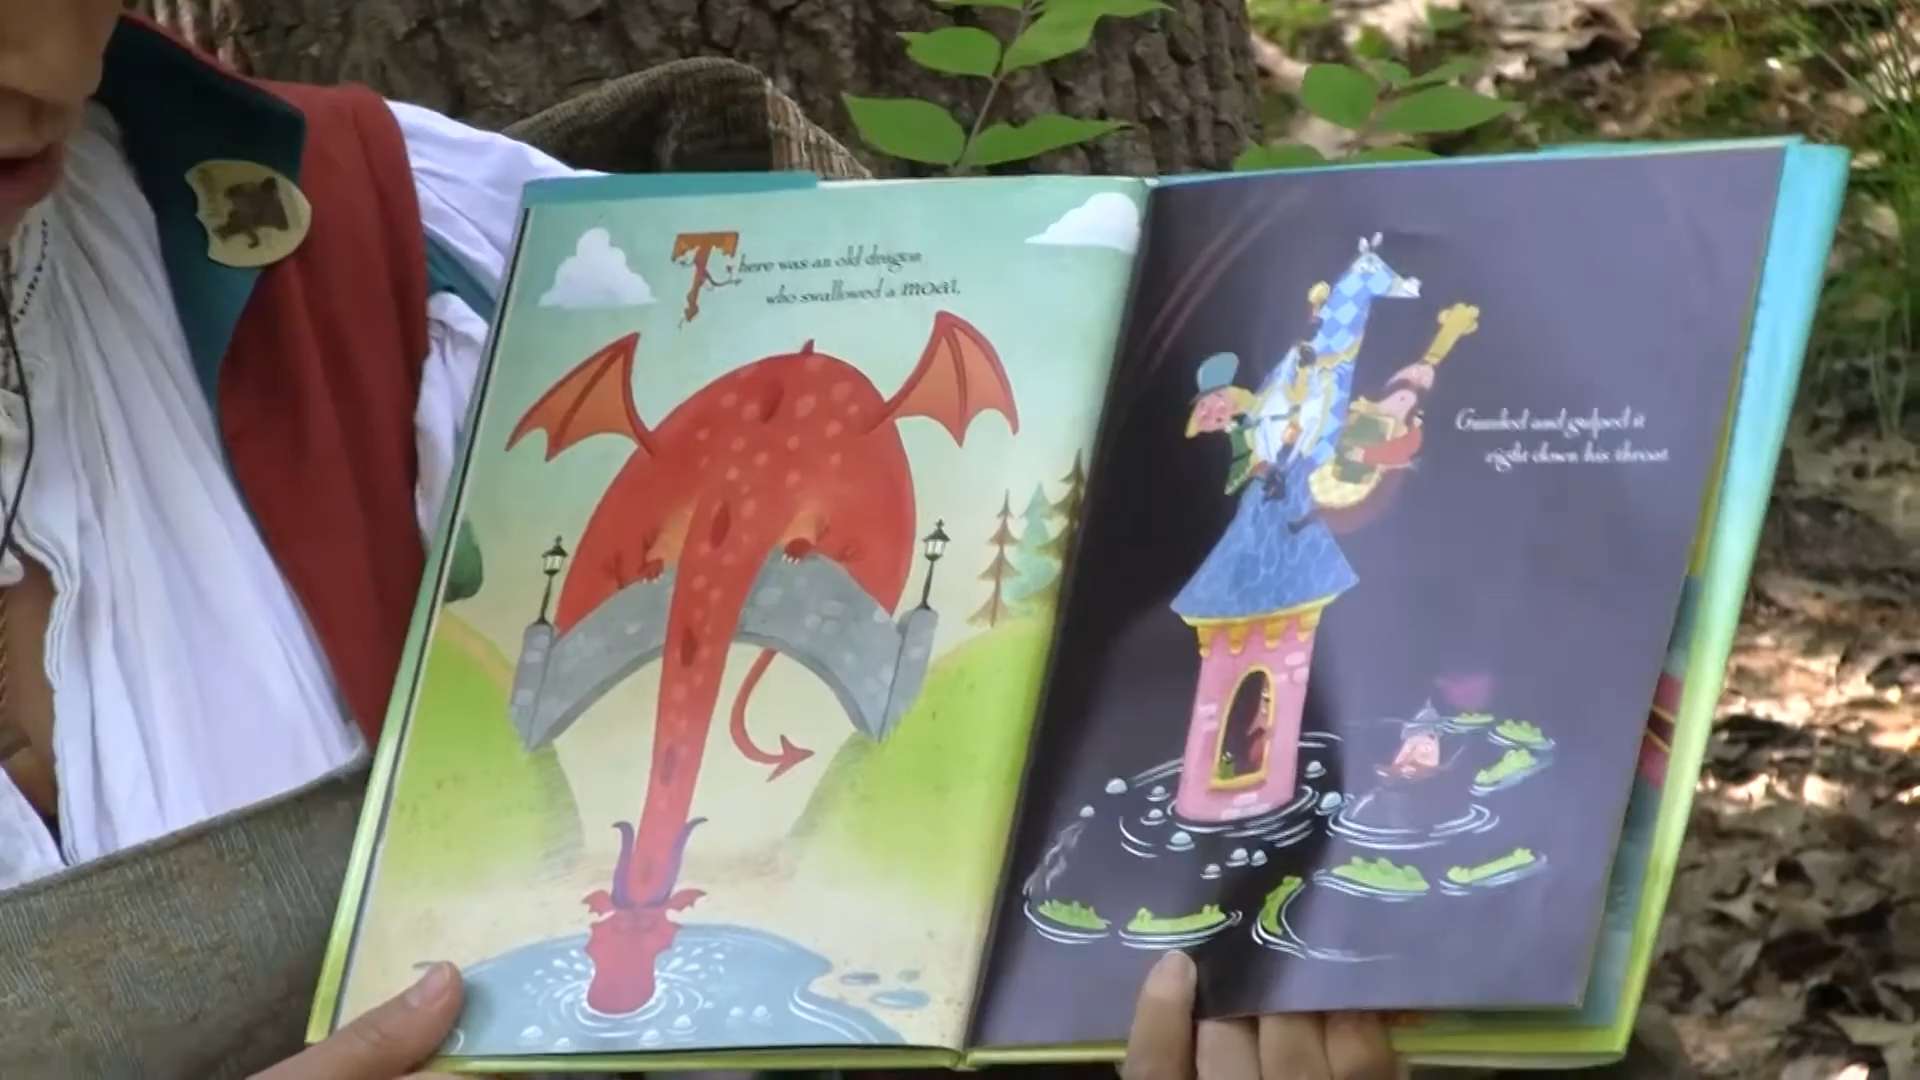 There was an old dragon
who swallowed a moat.
Guzzled and gulped it
right down his throat.